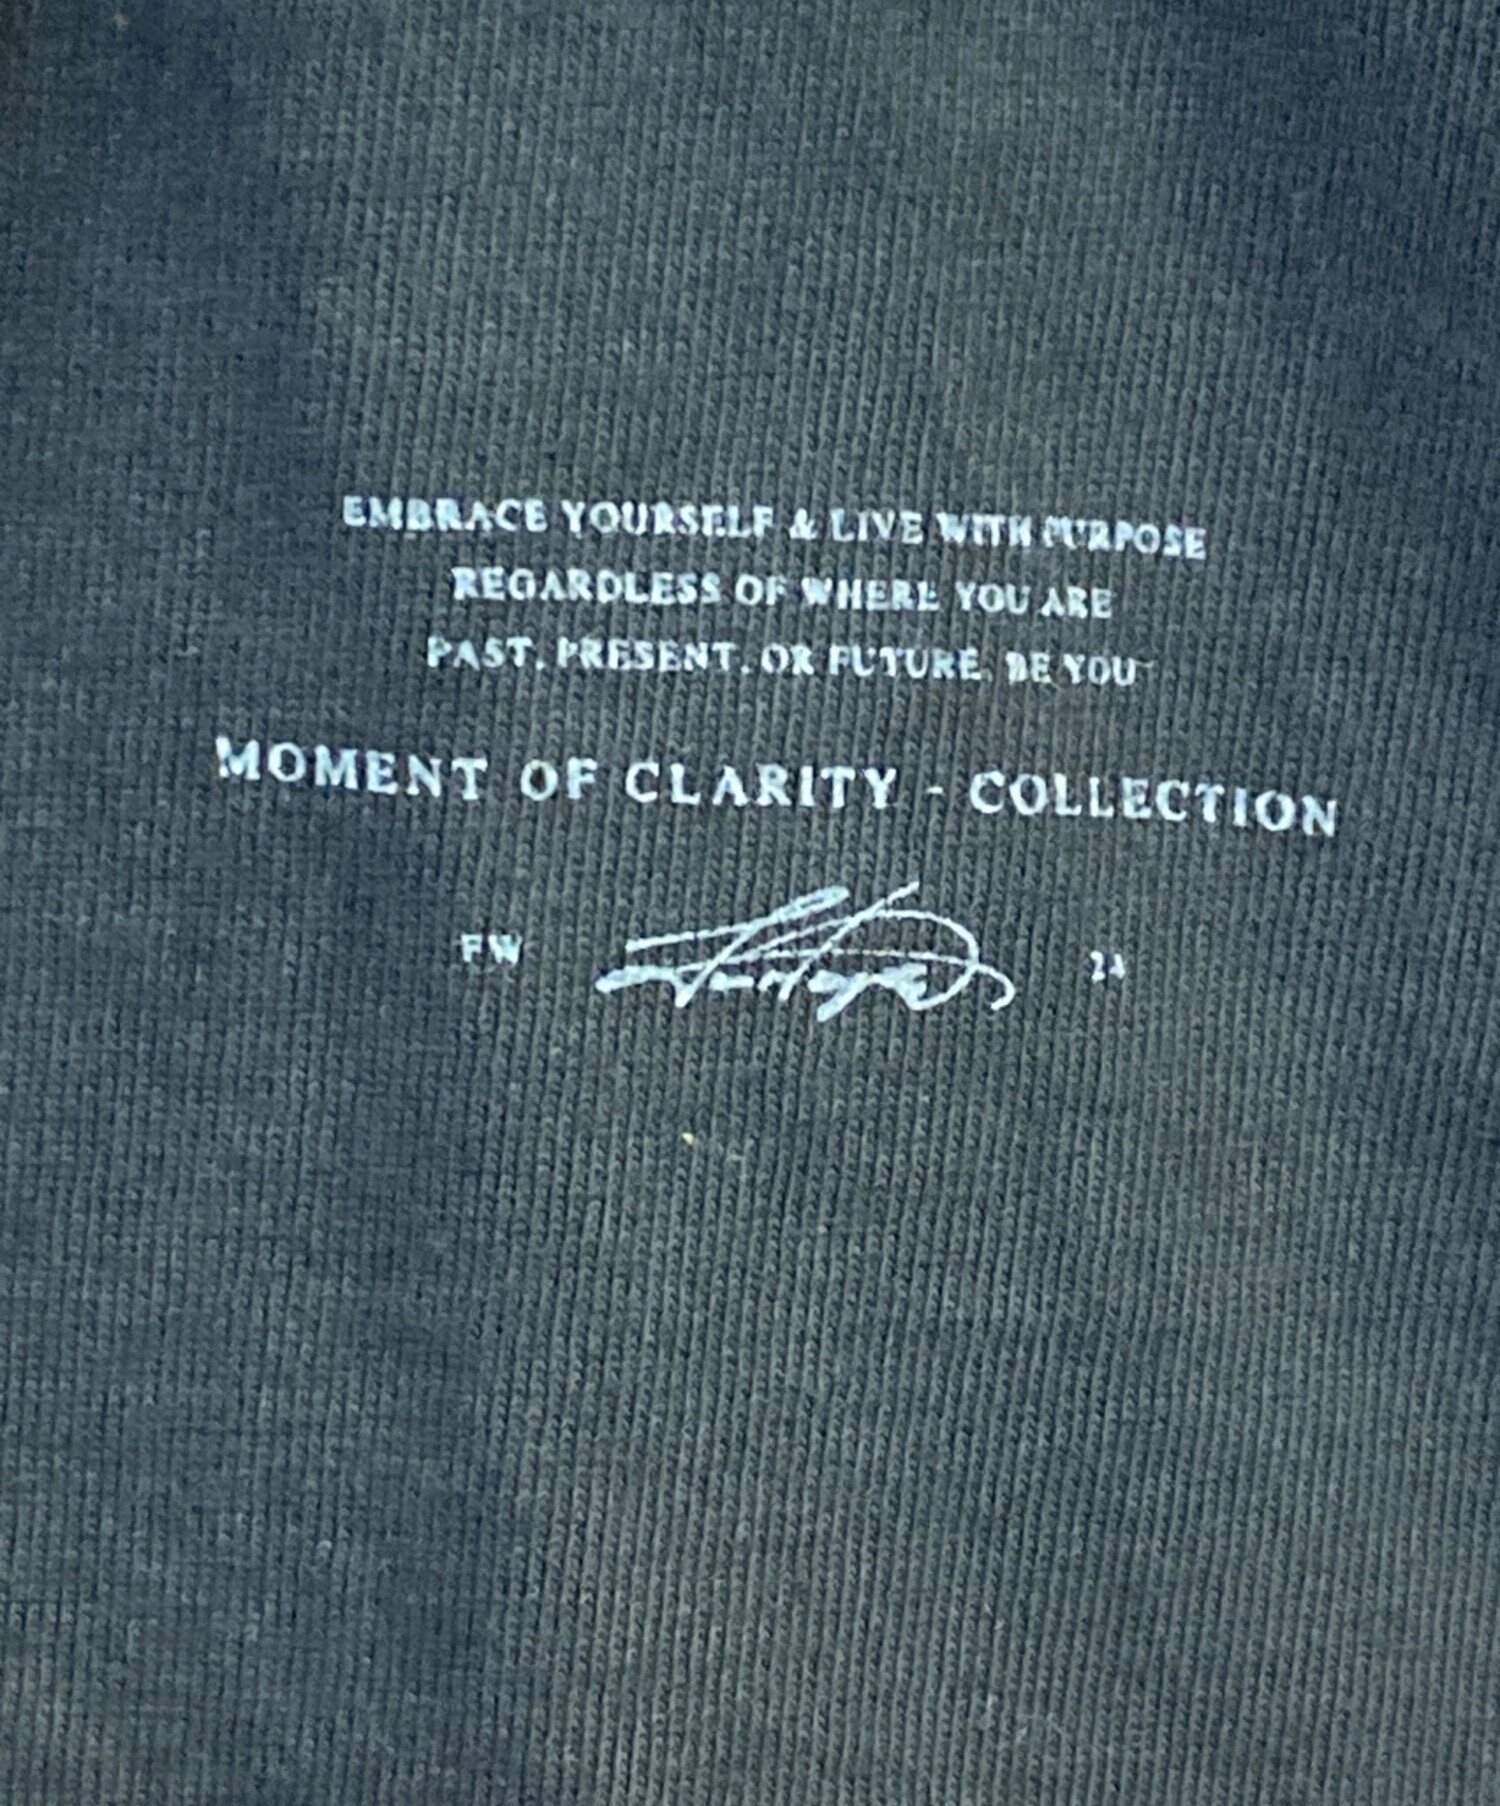 EMBRACE YOURSELF & LIVE WITH PURPOSE
REGARDLESS OF WHERE YOU ARE
PAST, PRESENT, OR FUTURE, BE YOU
MOMENT OF CLARITY - COLLECTION
FW 24